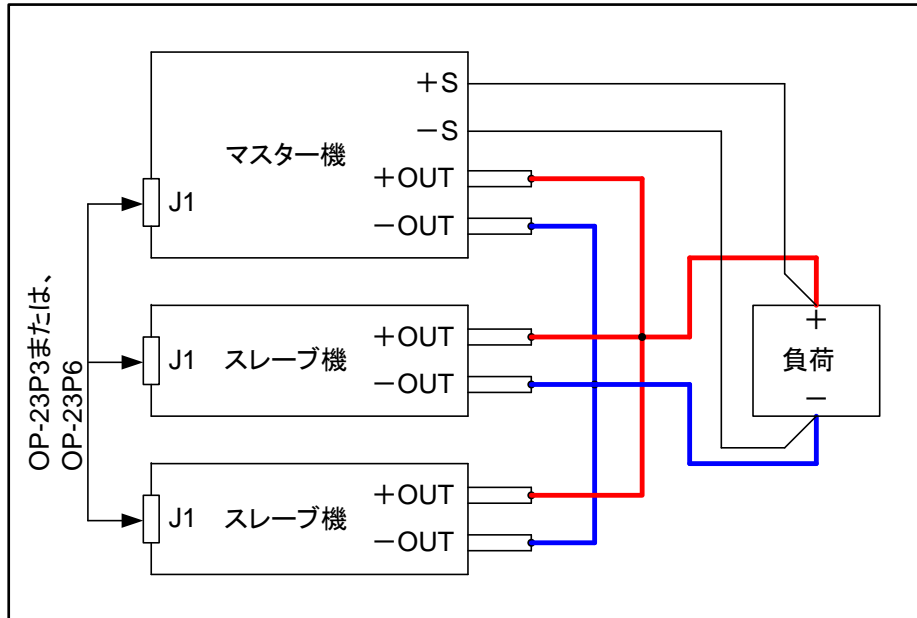 +S
-S
マスター機
+OUT
-OUT
J1
OP-23P3または、
OP-23P6
+OUT
J1
スレーブ機
-OUT
+
負荷
-
+OUT
J1
スレーブ機
-OUT